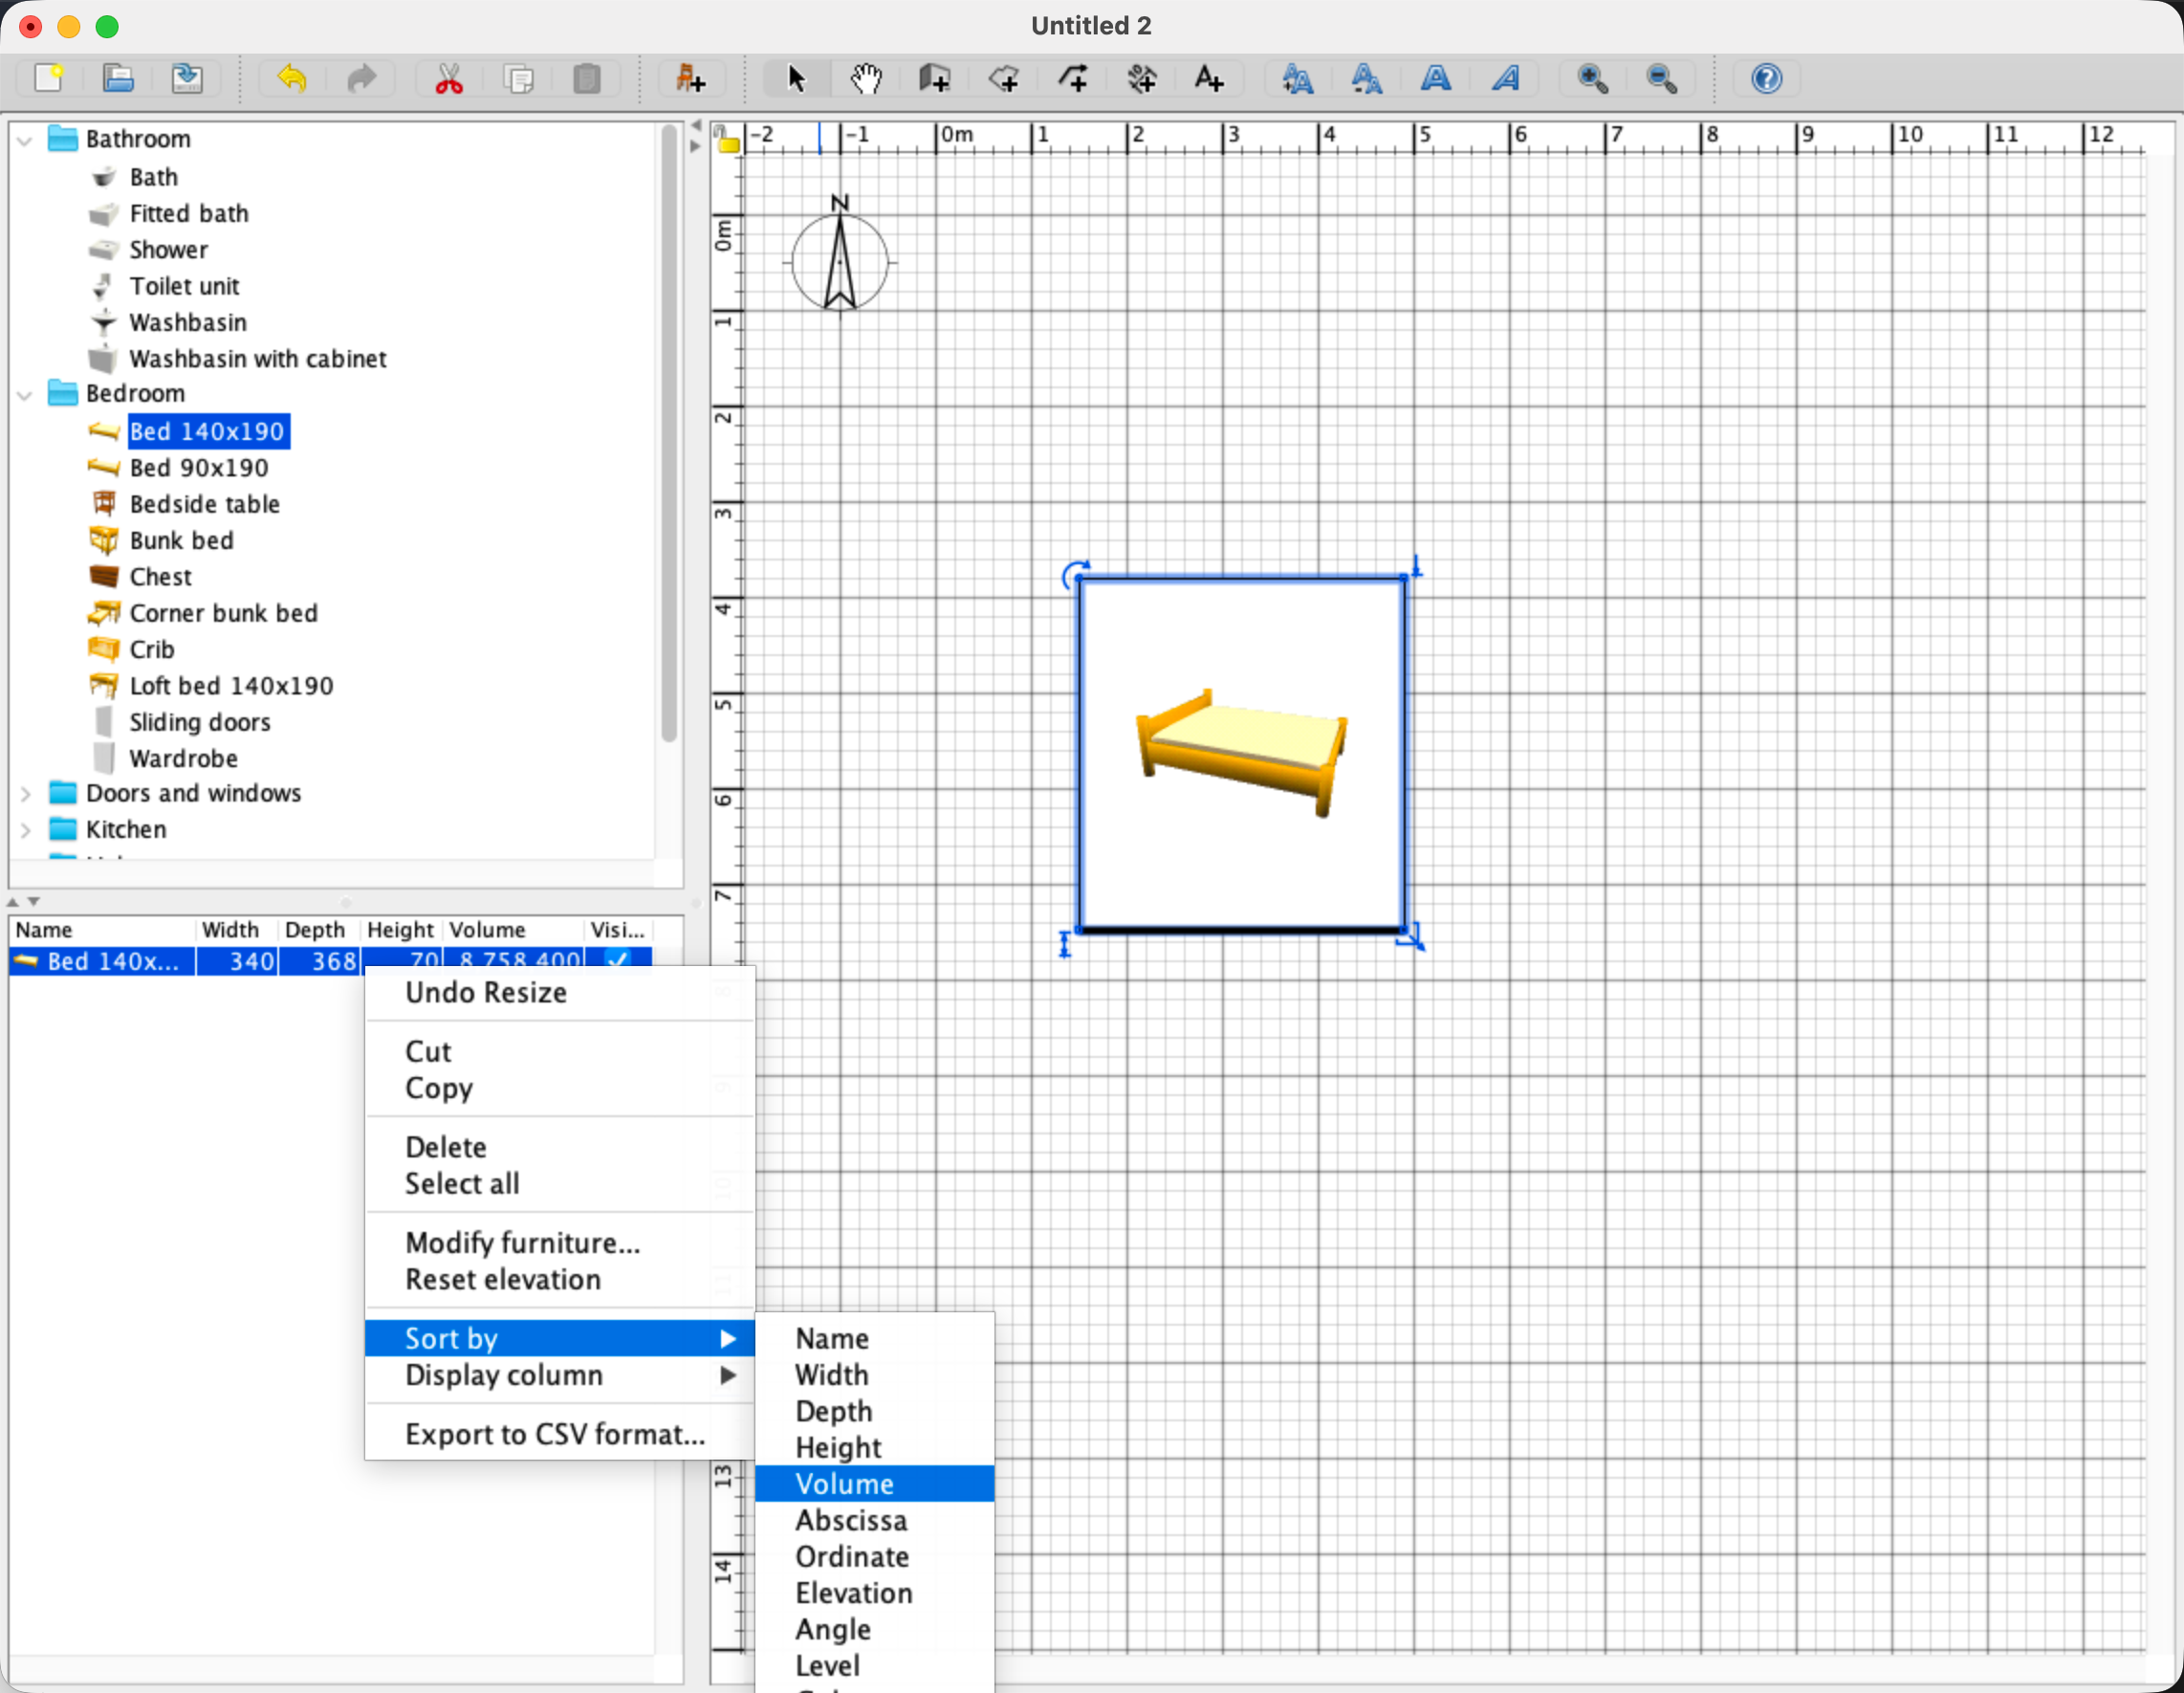 Untitled 2
-2 -1 0m 1 2 3 4 5 6 7 8 9 10 11 12
N
0m
1
2
3
4
5
6
7
8
9
10
11
13
14
Bathroom
Bath
Fitted bath
Shower
Toilet unit
Washbasin
Washbasin with cabinet
Bedroom
Bed 140x190
Bed 90x190
Bedside table
Bunk bed
Chest
Corner bunk bed
Crib
Loft bed 140x190
Sliding doors
Wardrobe
Doors and windows
Kitchen
Name Width Depth Height Volume Visi...
Bed 140x... 340 368 70 8,758,400
Undo Resize
Cut
Copy
Delete
Select all
Modify furniture...
Reset elevation
Sort by
Display column
Export to CSV format...
Name
Width
Depth
Height
Volume
Abscissa
Ordinate
Elevation
Angle
Level